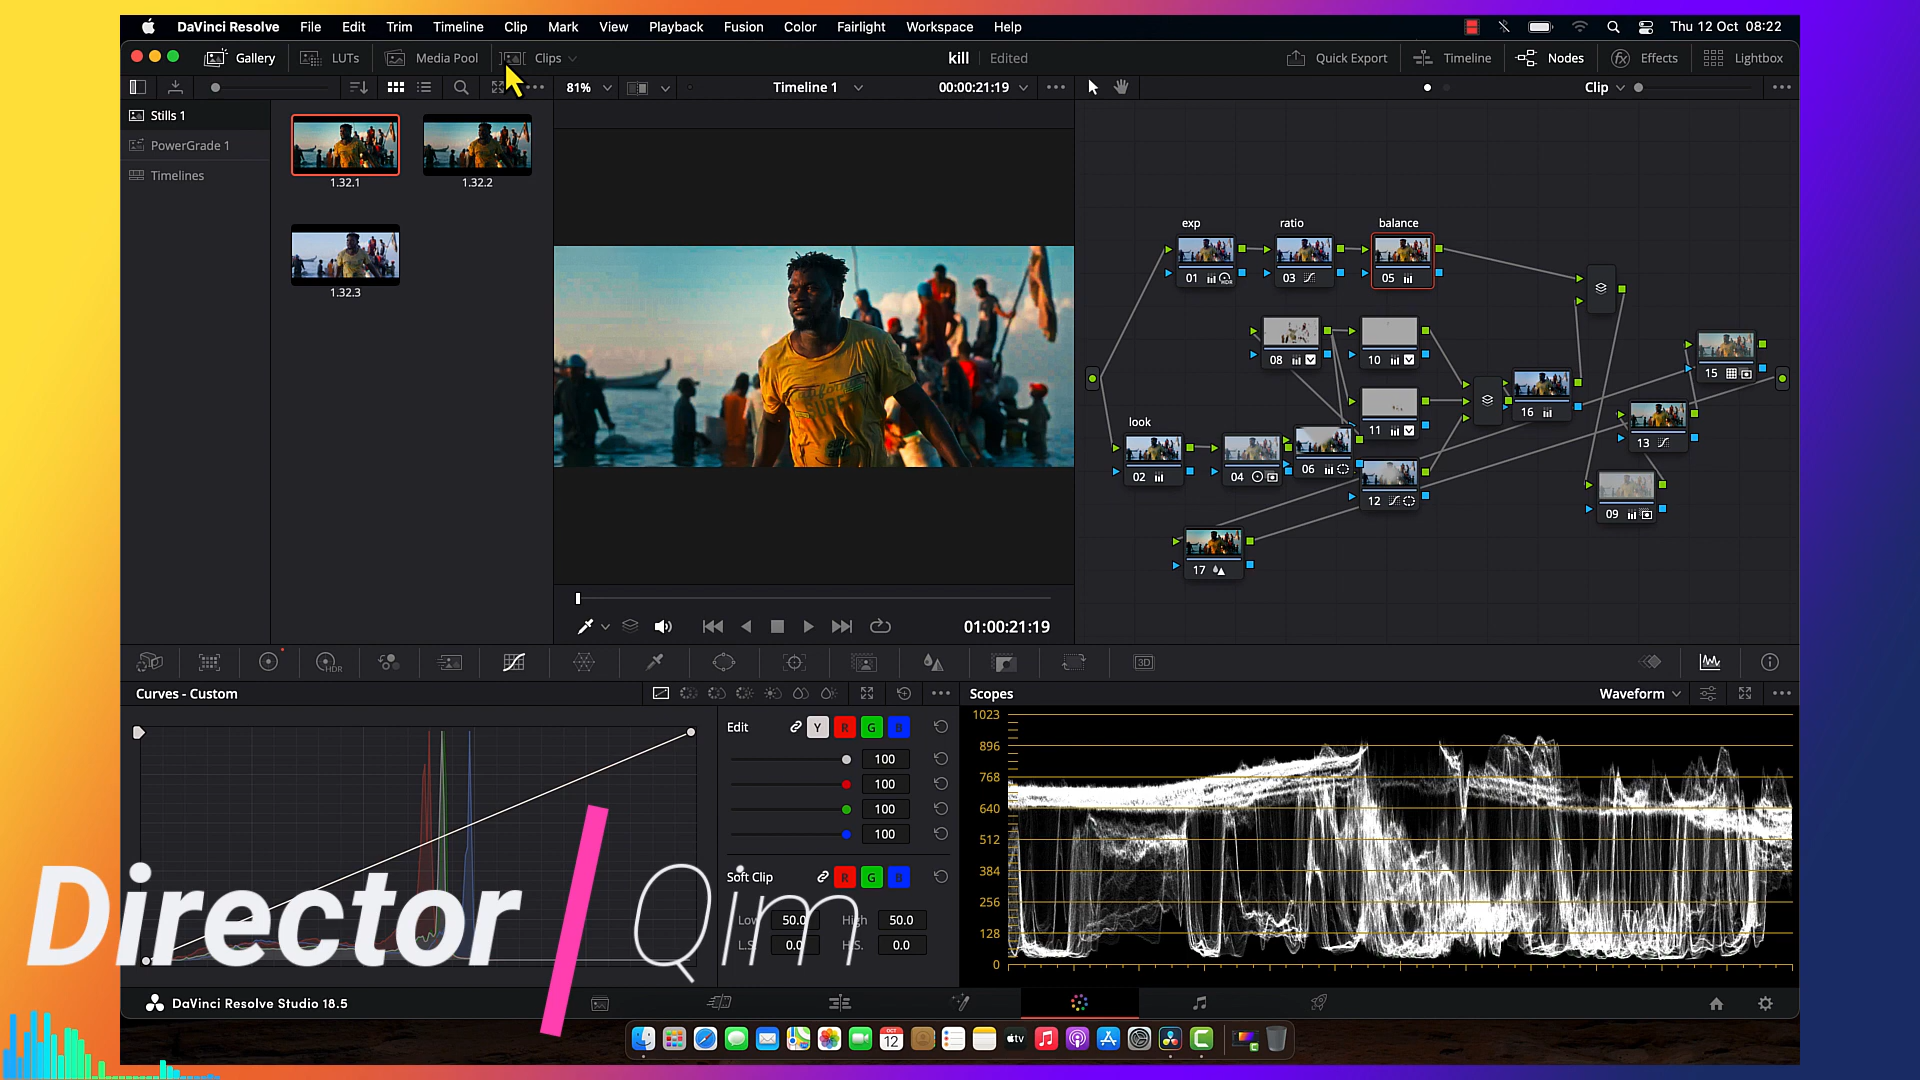 DaVinci Resolve File Edit Trim Timeline Clip Mark View Playback Fusion Color Fairlight Workspace Help Thu 12 Oct 08:22
Gallery LUTs Media Pool Clips kill Edited Quick Export Timeline Nodes Effects Lightbox
81% Timeline 1 00:00:21:19 Clip
Stills 1
PowerGrade 1
Timelines
1.32.1 1.32.2
1.32.3
exp ratio balance
01 HDR 03 05
08 10
15
11 16
13
look
02 04 06
12
09
17
01:00:21:19
HDR 3D
Curves - Custom Scopes Waveform
Edit Y R G B
100
100
100
100
Soft Clip R G B
Low 50.0 High 50.0
L.S. 0.0 H.S. 0.0
1023
896
768
640
512
384
256
128
0
Director Qim
DaVinci Resolve Studio 18.5
OCT
12
tv